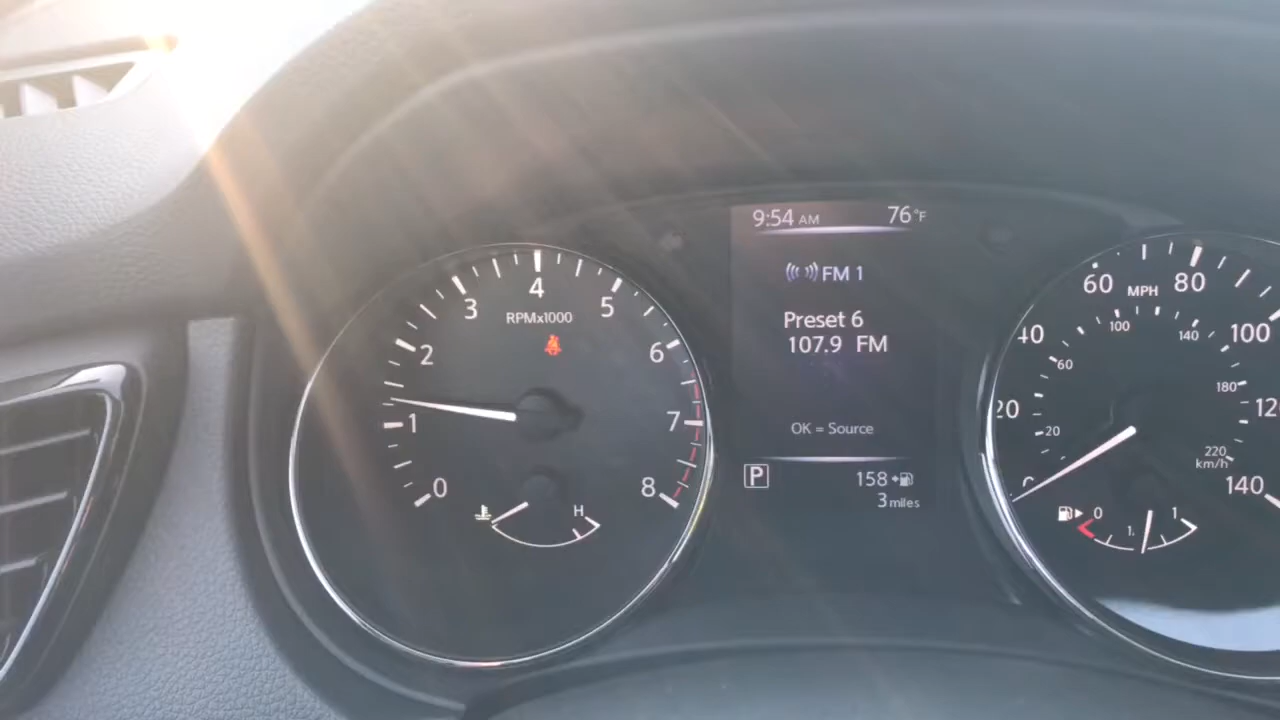 9:54 AM 76°F
FM 1
Preset 6
107.9 FM
OK = Source
P
158
3 miles
0
1
2
3
4
5
6
7
8
RPMx1000
H
20
40
60
80
100
12
140
MPH
20
60
100
140
180
220
km/h
0
1